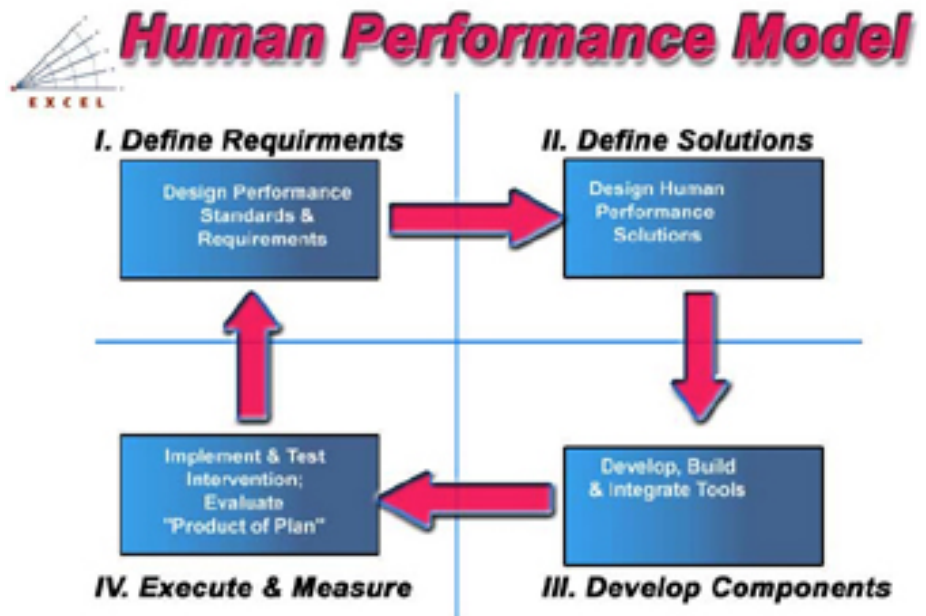 Human Performance Model
EXCEL
I. Define Requirments
II. Define Solutions
Design Performance
Standards &
Requirements
Design Human
Performance
Solutions
Implement & Test
Intervention;
Evaluate
"Product of Plan"
Develop, Build
& Integrate Tools
IV. Execute & Measure
III. Develop Components